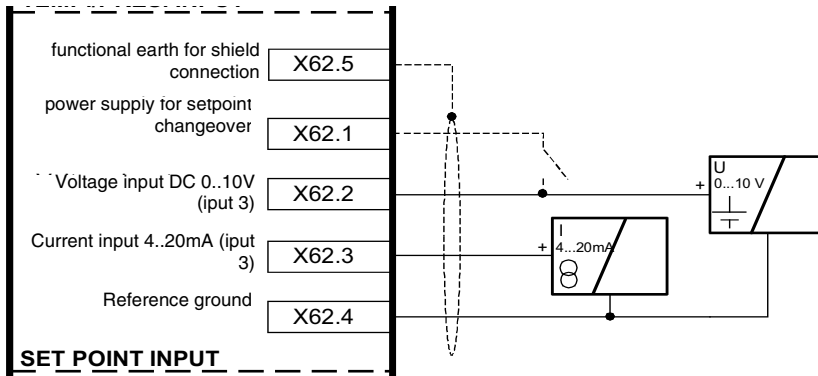 functional earth for shield
connection
X62.5
power supply for setpoint
changeover
X62.1
Voltage input DC 0..10V
(iput 3)
X62.2
Current input 4..20mA (iput
3)
X62.3
Reference ground
X62.4
SET POINT INPUT
+
I
4...20mA
+
U
0...10 V